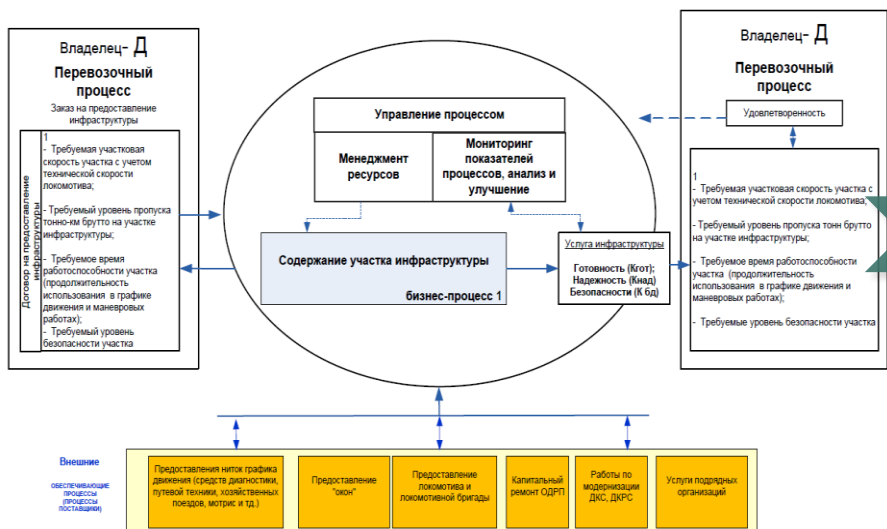 Владелец- Д
Перевозочный
процесс
Заказ на предоставление
инфраструктуры
Договор на предоставление
инфраструктуры
1
- Требуемая участковая
скорость участка с учетом
технической скорости
локомотива;
- Требуемый уровень пропуска
тонно-км брутто на участке
инфраструктуры;
- Требуемое время
работоспособности участка
(продолжительность
использования в графике
движения и маневровых
работах);
- Требуемый уровень
безопасности участка
Управление процессом
Менеджмент
ресурсов
Мониторинг
показателей
процессов, анализ и
улучшение
Содержание участка инфраструктуры
бизнес-процесс 1
Услуга инфраструктуры
Готовность (Кгот);
Надежность (Кнад)
Безопасности (К бд)
Владелец- Д
Перевозочный
процесс
Удовлетворенность
1
- Требуемая участковая скорость участка с
учетом технической скорости локомотива;
- Требуемый уровень пропуска тонн брутто
на участке инфраструктуры;
- Требуемое время работоспособности
участка (продолжительность
использования в графике движения и
маневровых работах);
- Требуемые уровень безопасности участка
Внешние
ОБЕСПЕЧИВАЮЩИЕ
ПРОЦЕССЫ
(ПРОЦЕССЫ
ПОСТАВЩИКИ)
Предоставления ниток графика
движения (средств диагностики,
путевой техники, хозяйственных
поездов, мотрис и тд.)
Предоставление
"окон"
Предоставление
локомотива и
локомотивной бригады
Капитальный
ремонт ОДРП
Работы по
модернизации
ДКС, ДКРС
Услуги подрядных
организаций